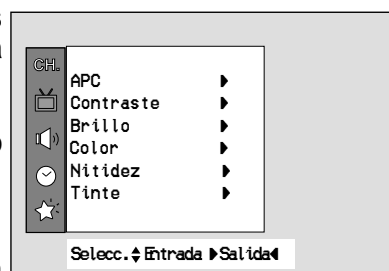 CH.
APC
Contraste
Brillo
Color
Nitidez
Tinte
Selecc. Entrada Salida